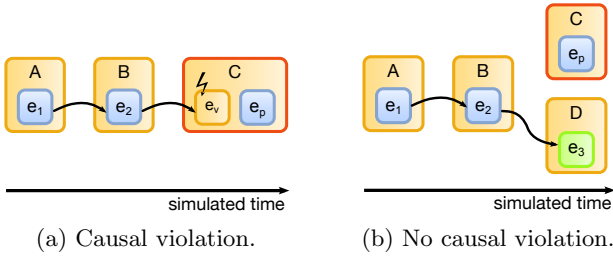 A
B
C
e1
e2
ev
ep
simulated time
(a) Causal violation.
C
ep
A
B
e1
e2
D
e3
simulated time
(b) No causal violation.